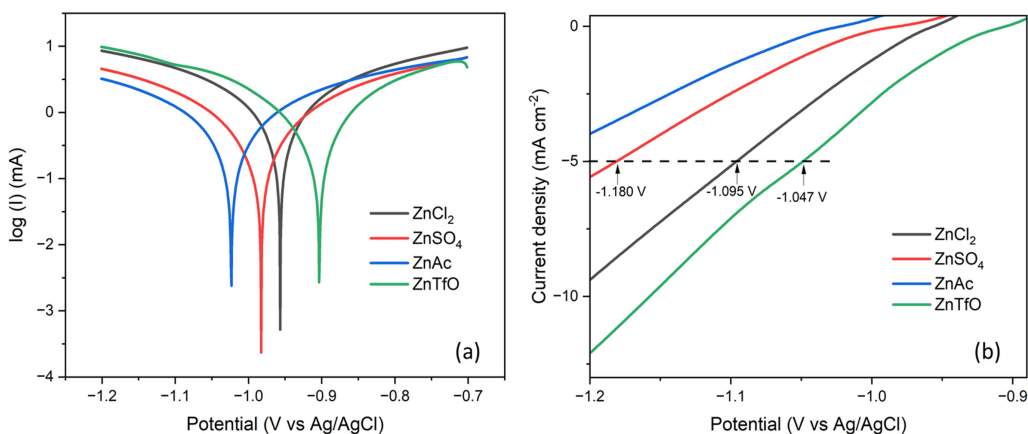 log (I) (mA)
1
0
−1
−2
−3
−4
−1.2
−1.1
−1.0
−0.9
−0.8
−0.7
Potential (V vs Ag/AgCl)
ZnCl₂
ZnSO₄
ZnAc
ZnTfO
(a)
Current density (mA cm⁻²)
0
−5
−10
−1.2
−1.1
−1.0
−0.9
Potential (V vs Ag/AgCl)
-1.180 V
-1.095 V
-1.047 V
ZnCl₂
ZnSO₄
ZnAc
ZnTfO
(b)